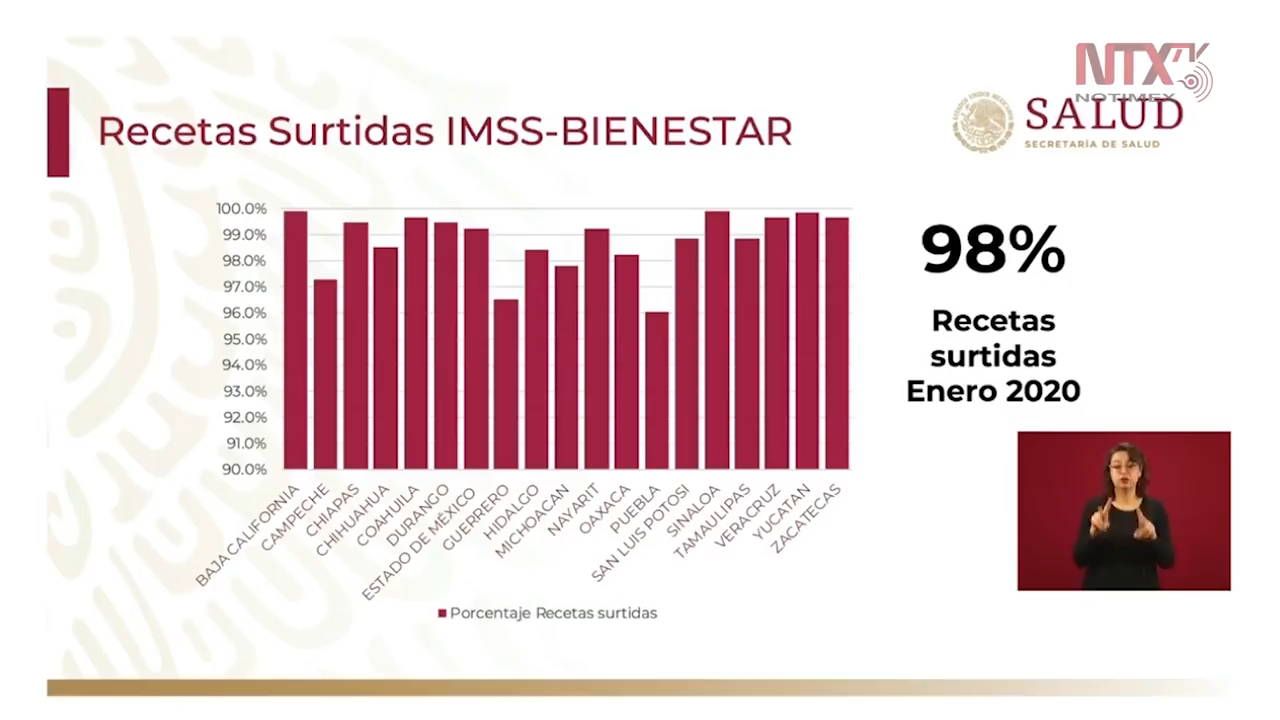 NTX
NOTIMEX
SALUD
SECRETARÍA DE SALUD
Recetas Surtidas IMSS-BIENESTAR
100.0%
99.0%
98.0%
97.0%
96.0%
95.0%
94.0%
93.0%
92.0%
91.0%
90.0%
BAJA CALIFORNIA
CAMPECHE
CHIAPAS
CHIHUAHUA
COAHUILA
DURANGO
ESTADO DE MÉXICO
GUERRERO
HIDALGO
MICHOACAN
NAYARIT
OAXACA
PUEBLA
SAN LUIS POTOSI
SINALOA
TAMAULIPAS
VERACRUZ
YUCATAN
ZACATECAS
Porcentaje Recetas surtidas
98%
Recetas
surtidas
Enero 2020